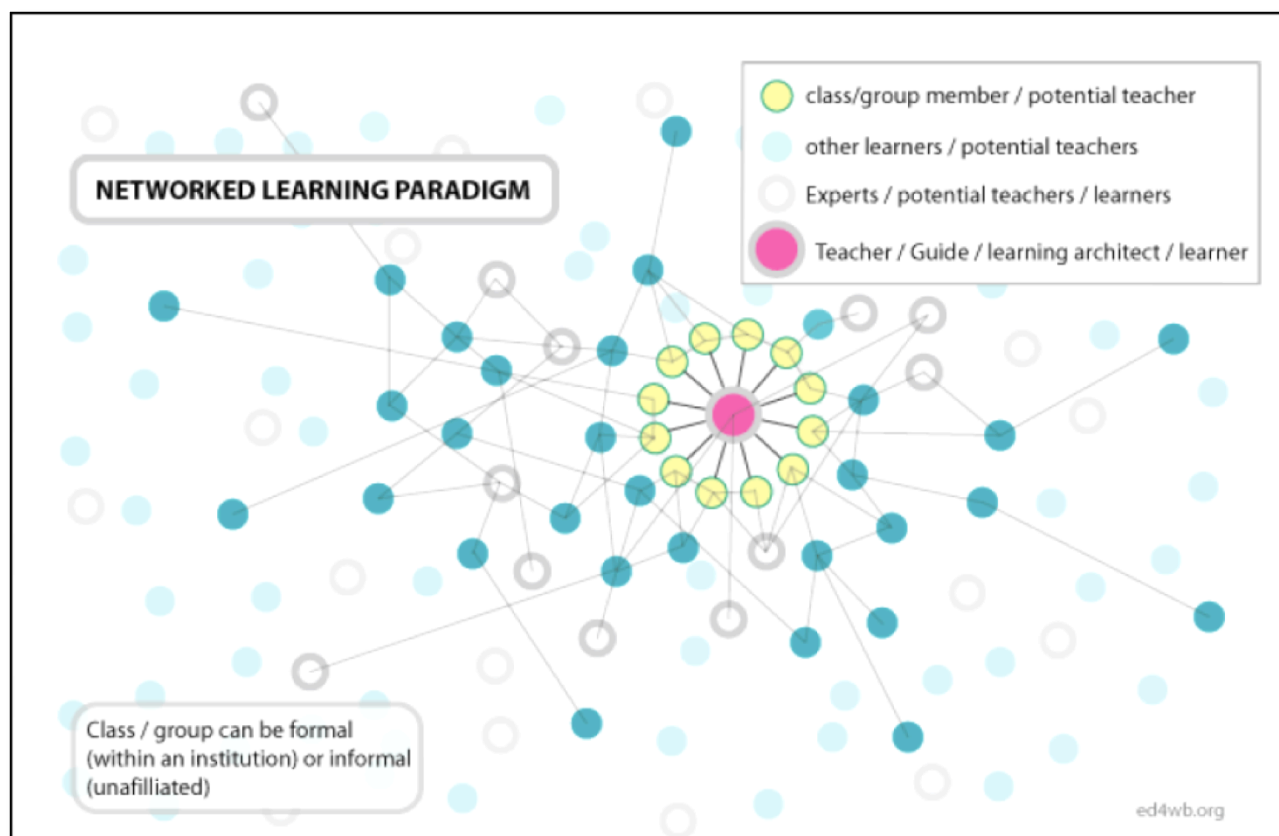 NETWORKED LEARNING PARADIGM
class/group member / potential teacher
other learners / potential teachers
Experts / potential teachers / learners
Teacher / Guide / learning architect / learner
Class / group can be formal
(within an institution) or informal
(unafilliated)
ed4wb.org